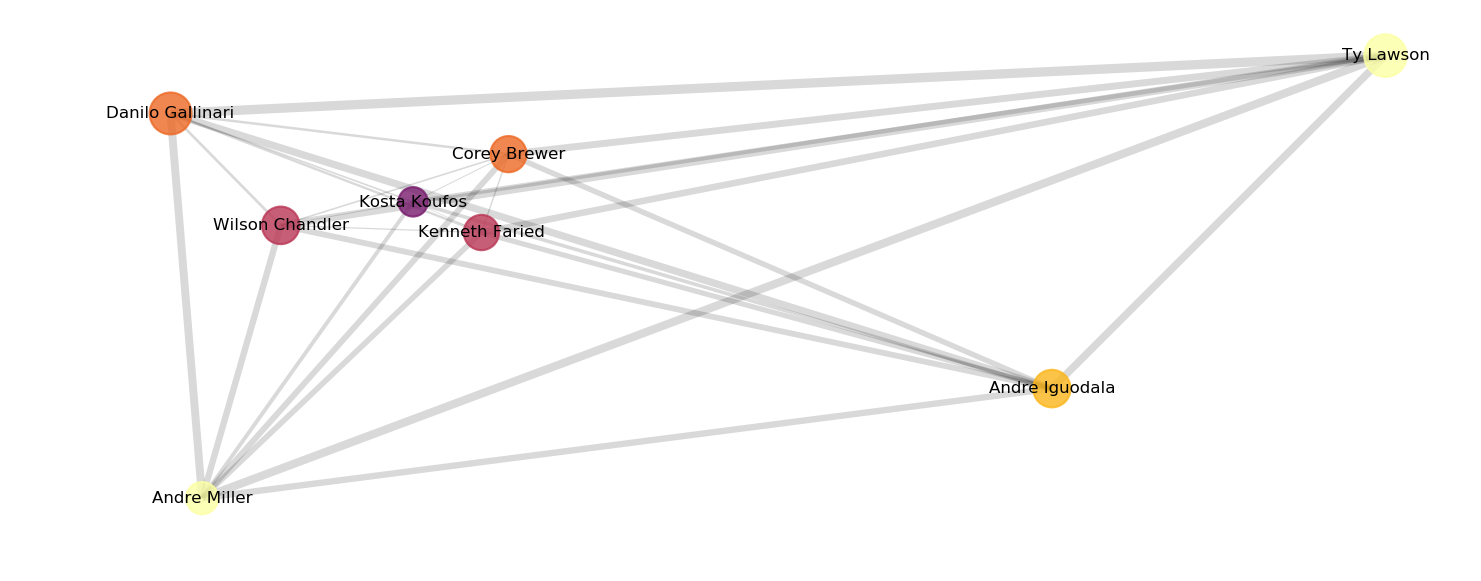 Ty Lawson
Danilo Gallinari
Corey Brewer
Kosta Koufos
Wilson Chandler
Kenneth Faried
Andre Iguodala
Andre Miller